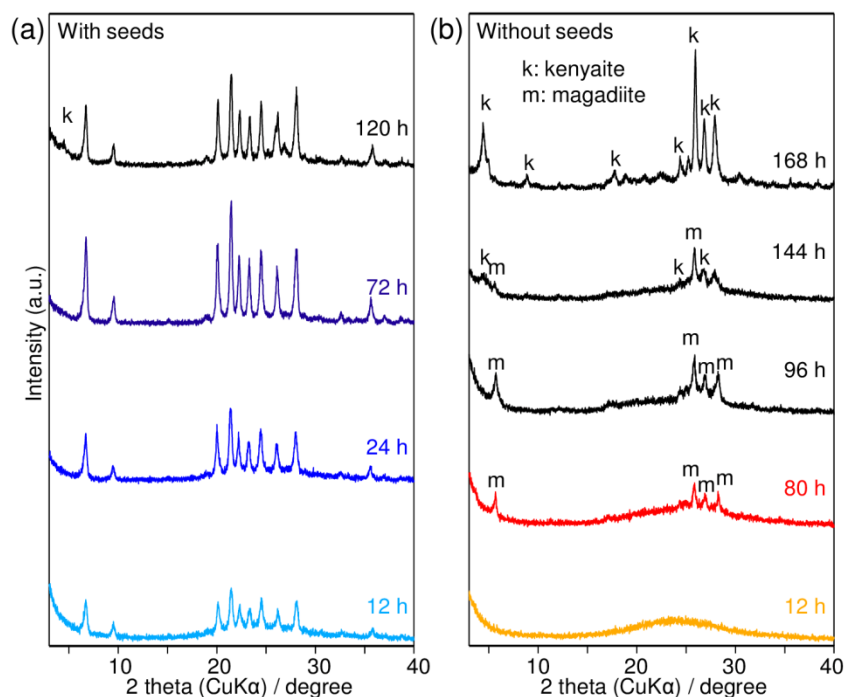 (a) With seeds
k
120 h
72 h
24 h
12 h
10 20 30 40
2 theta (CuKα) / degree
Intensity (a.u.)
(b) Without seeds
k: kenyaite
m: magadiite
k k k k k k k
168 h
k m k m k
144 h
m m m m
96 h
m m m m
80 h
12 h
10 20 30 40
2 theta (CuKα) / degree